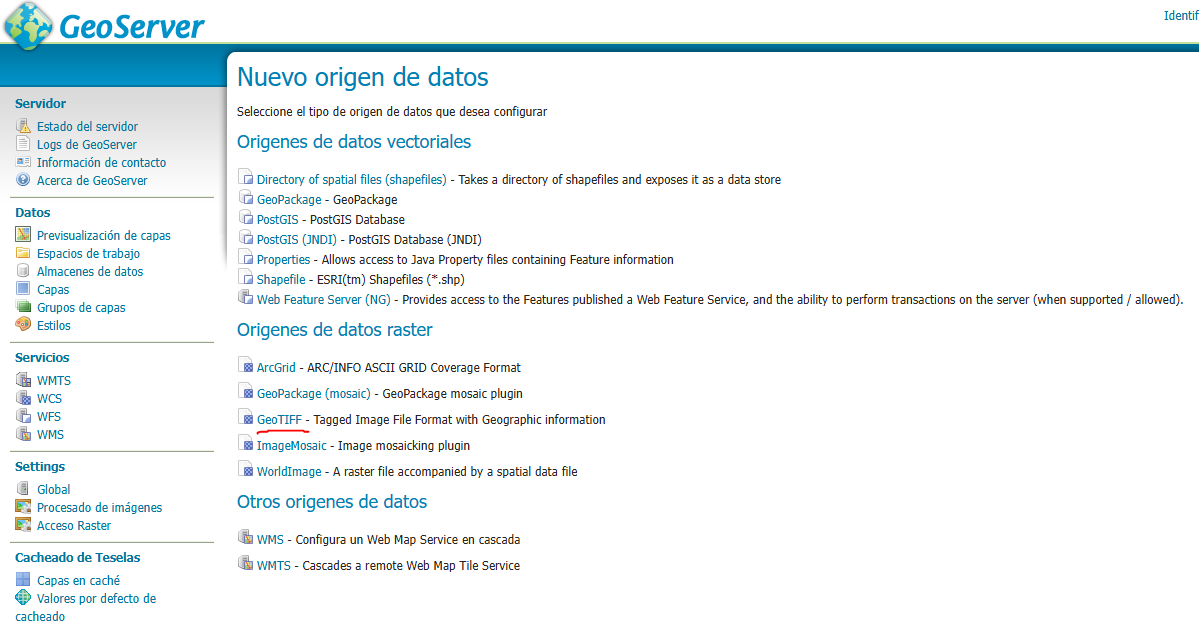 GeoServer
Identif
Servidor
Estado del servidor
Logs de GeoServer
Información de contacto
Acerca de GeoServer
Datos
Previsualización de capas
Espacios de trabajo
Almacenes de datos
Capas
Grupos de capas
Estilos
Servicios
WMTS
WCS
WFS
WMS
Settings
Global
Procesado de imágenes
Acceso Raster
Cacheado de Teselas
Capas en caché
Valores por defecto de
cacheado
Nuevo origen de datos
Seleccione el tipo de origen de datos que desea configurar
Origenes de datos vectoriales
Directory of spatial files (shapefiles) - Takes a directory of shapefiles and exposes it as a data store
GeoPackage - GeoPackage
PostGIS - PostGIS Database
PostGIS (JNDI) - PostGIS Database (JNDI)
Properties - Allows access to Java Property files containing Feature information
Shapefile - ESRI(tm) Shapefiles (*.shp)
Web Feature Server (NG) - Provides access to the Features published a Web Feature Service, and the ability to perform transactions on the server (when supported / allowed).
Origenes de datos raster
ArcGrid - ARC/INFO ASCII GRID Coverage Format
GeoPackage (mosaic) - GeoPackage mosaic plugin
GeoTIFF - Tagged Image File Format with Geographic information
ImageMosaic - Image mosaicking plugin
WorldImage - A raster file accompanied by a spatial data file
Otros origenes de datos
WMS - Configura un Web Map Service en cascada
WMTS - Cascades a remote Web Map Tile Service